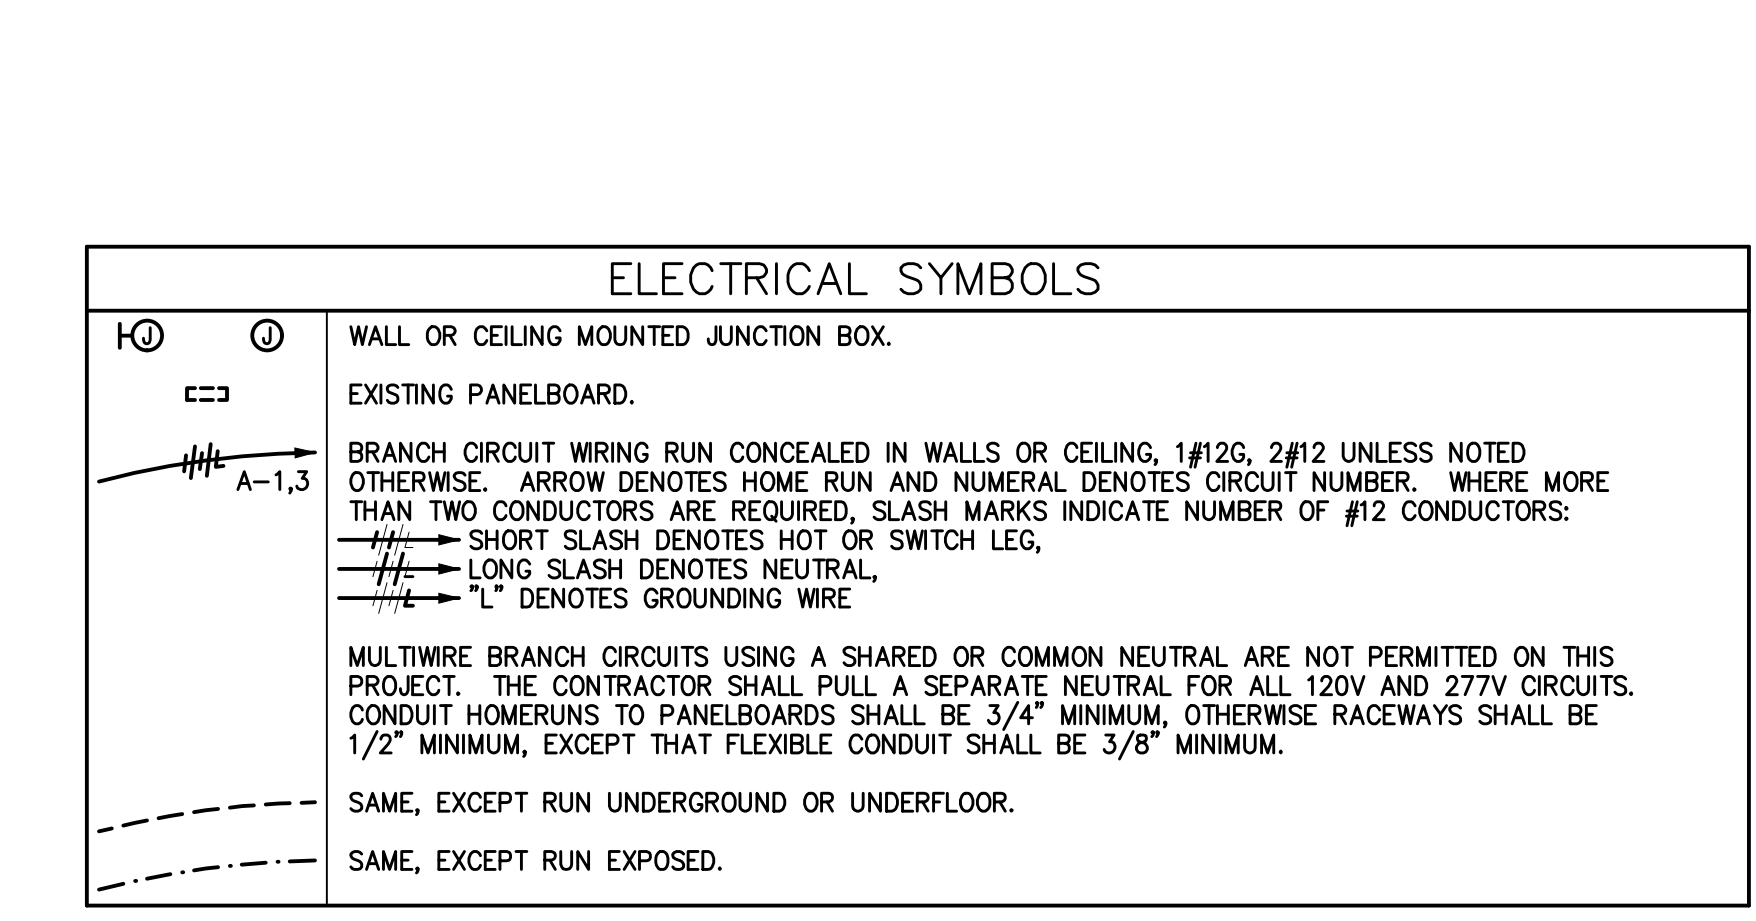 ELECTRICAL SYMBOLS
J J WALL OR CEILING MOUNTED JUNCTION BOX.
EXISTING PANELBOARD.
BRANCH CIRCUIT WIRING RUN CONCEALED IN WALLS OR CEILING, 1#12G, 2#12 UNLESS NOTED
A-1,3 OTHERWISE. ARROW DENOTES HOME RUN AND NUMERAL DENOTES CIRCUIT NUMBER. WHERE MORE
THAN TWO CONDUCTORS ARE REQUIRED, SLASH MARKS INDICATE NUMBER OF #12 CONDUCTORS:
SHORT SLASH DENOTES HOT OR SWITCH LEG,
LONG SLASH DENOTES NEUTRAL,
"L" DENOTES GROUNDING WIRE
MULTIWIRE BRANCH CIRCUITS USING A SHARED OR COMMON NEUTRAL ARE NOT PERMITTED ON THIS
PROJECT. THE CONTRACTOR SHALL PULL A SEPARATE NEUTRAL FOR ALL 120V AND 277V CIRCUITS.
CONDUIT HOMERUNS TO PANELBOARDS SHALL BE 3/4" MINIMUM, OTHERWISE RACEWAYS SHALL BE
1/2" MINIMUM, EXCEPT THAT FLEXIBLE CONDUIT SHALL BE 3/8" MINIMUM.
SAME, EXCEPT RUN UNDERGROUND OR UNDERFLOOR.
SAME, EXCEPT RUN EXPOSED.